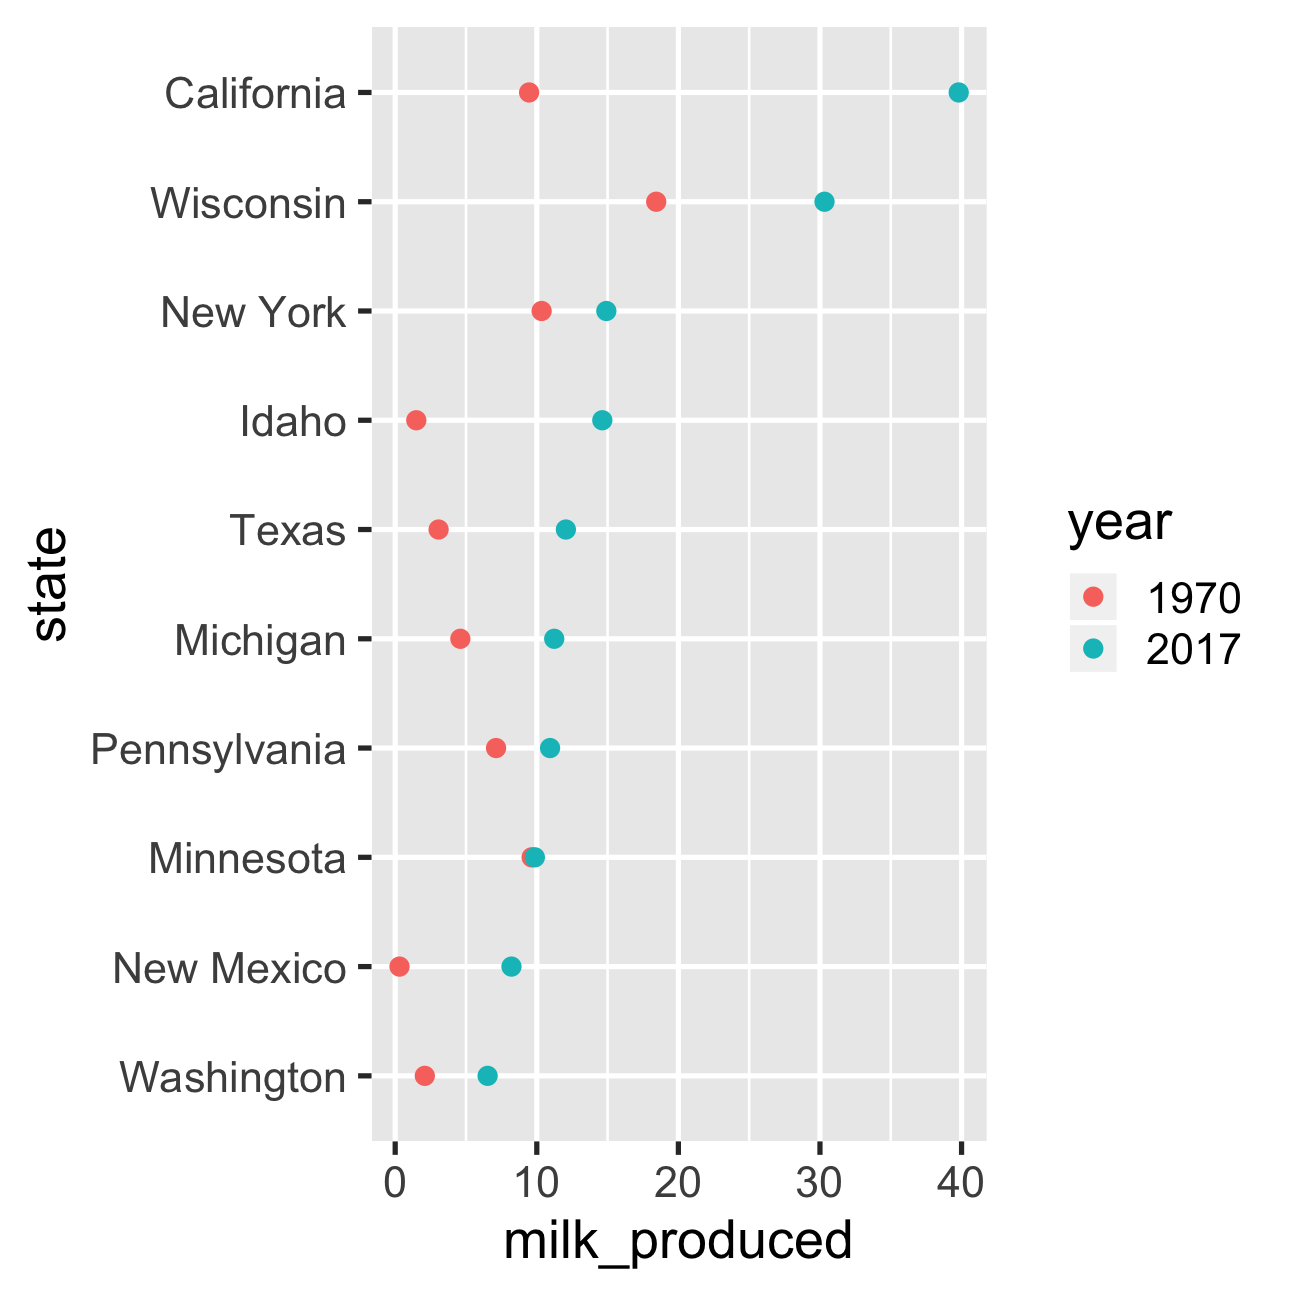 California
Wisconsin
New York
Idaho
Texas
Michigan
Pennsylvania
Minnesota
New Mexico
Washington
state
0 10 20 30 40
milk_produced
year
1970
2017